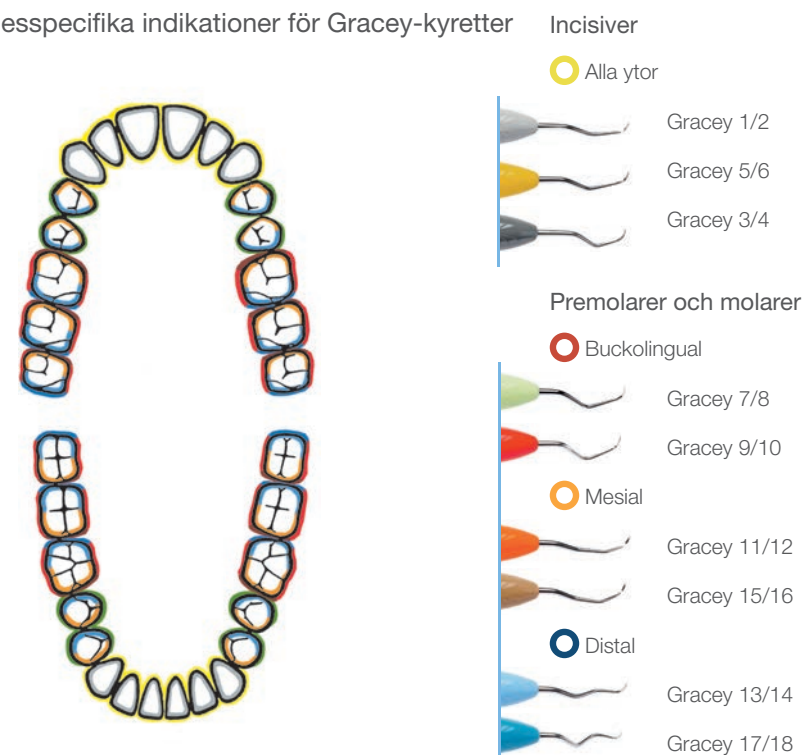 esspecifika indikationer för Gracey-kyretter
Incisiver
Alla ytor
Gracey 1/2
Gracey 5/6
Gracey 3/4
Premolarer och molarer
Buckolingual
Gracey 7/8
Gracey 9/10
Mesial
Gracey 11/12
Gracey 15/16
Distal
Gracey 13/14
Gracey 17/18